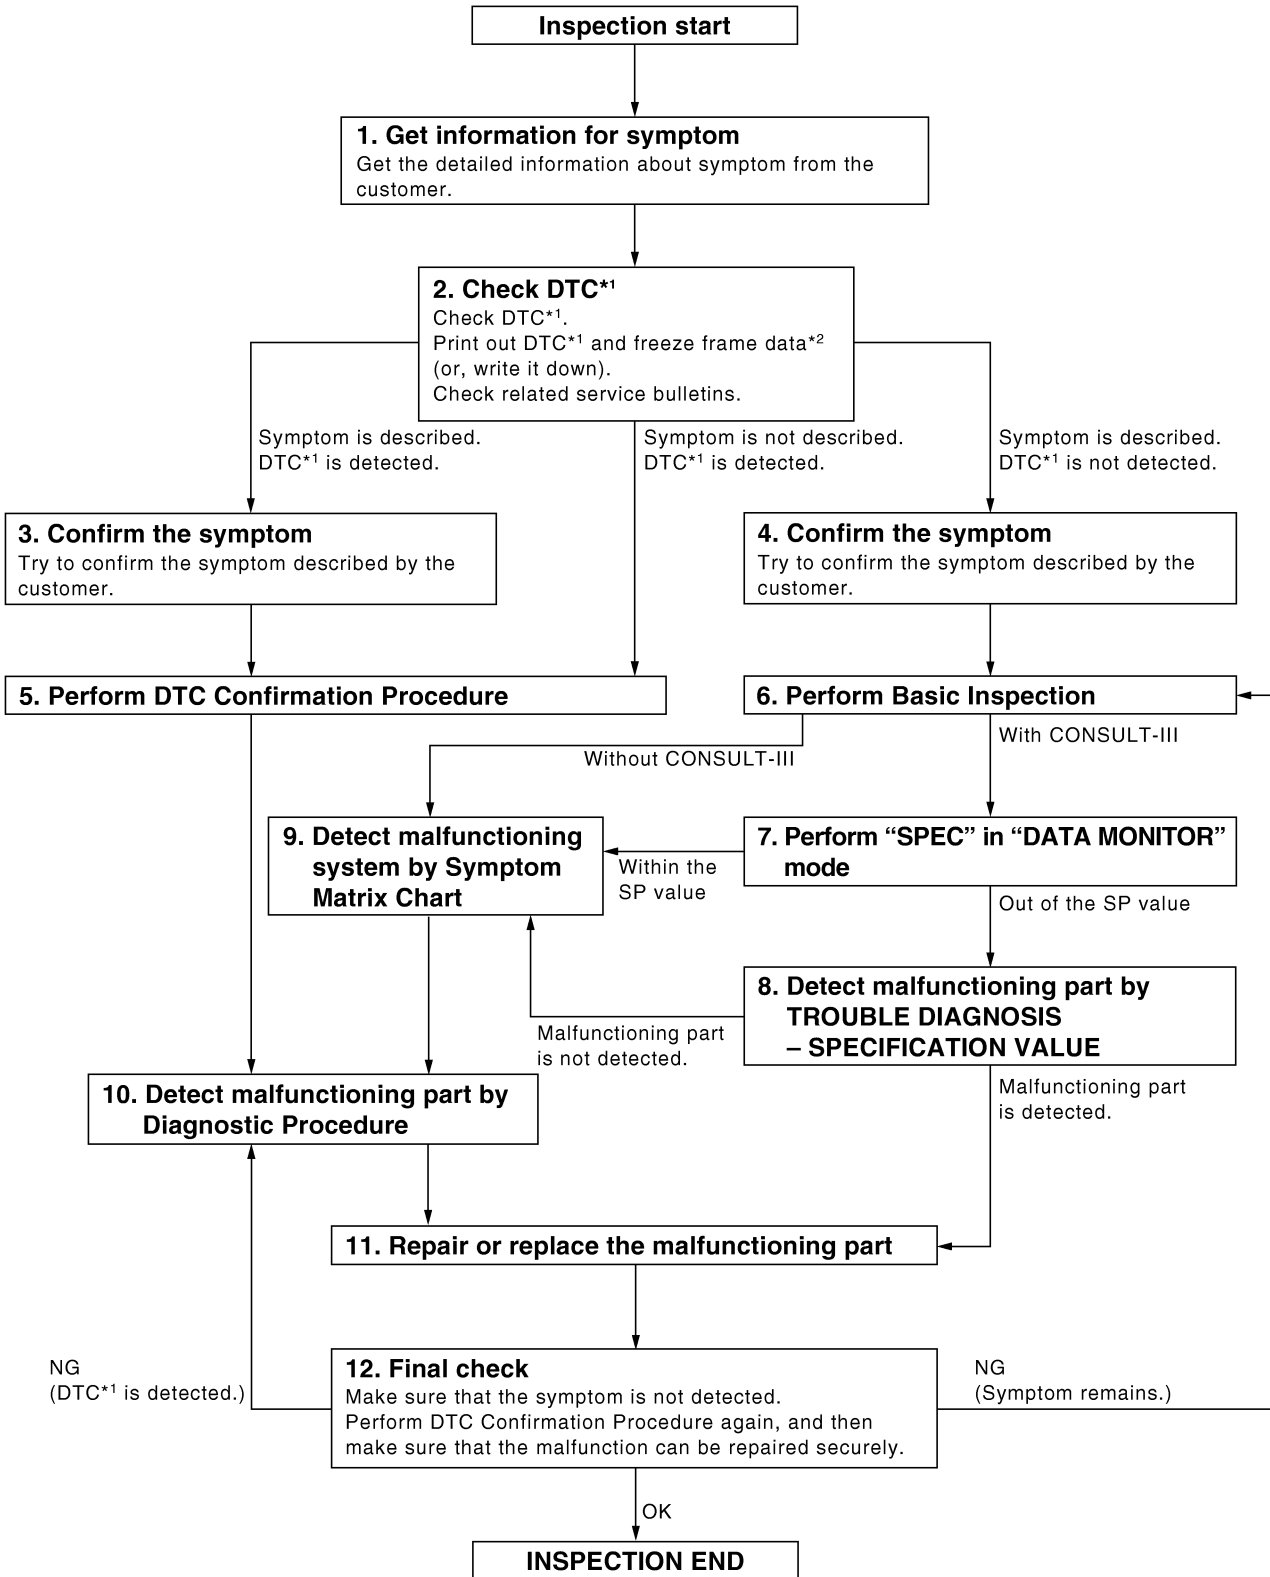 Inspection start
1. Get information for symptom
Get the detailed information about symptom from the
customer.
2. Check DTC*1
Check DTC*1.
Print out DTC*1 and freeze frame data*2
(or, write it down).
Check related service bulletins.
Symptom is described.
DTC*1 is detected.
Symptom is not described.
DTC*1 is detected.
Symptom is described.
DTC*1 is not detected.
3. Confirm the symptom
Try to confirm the symptom described by the
customer.
4. Confirm the symptom
Try to confirm the symptom described by the
customer.
5. Perform DTC Confirmation Procedure
6. Perform Basic Inspection
Without CONSULT-III
With CONSULT-III
9. Detect malfunctioning
system by Symptom
Matrix Chart
Within the
SP value
7. Perform “SPEC” in “DATA MONITOR”
mode
Out of the SP value
8. Detect malfunctioning part by
TROUBLE DIAGNOSIS
– SPECIFICATION VALUE
Malfunctioning part
is not detected.
Malfunctioning part
is detected.
10. Detect malfunctioning part by
Diagnostic Procedure
11. Repair or replace the malfunctioning part
NG
(DTC*1 is detected.)
12. Final check
Make sure that the symptom is not detected.
Perform DTC Confirmation Procedure again, and then
make sure that the malfunction can be repaired securely.
NG
(Symptom remains.)
OK
INSPECTION END